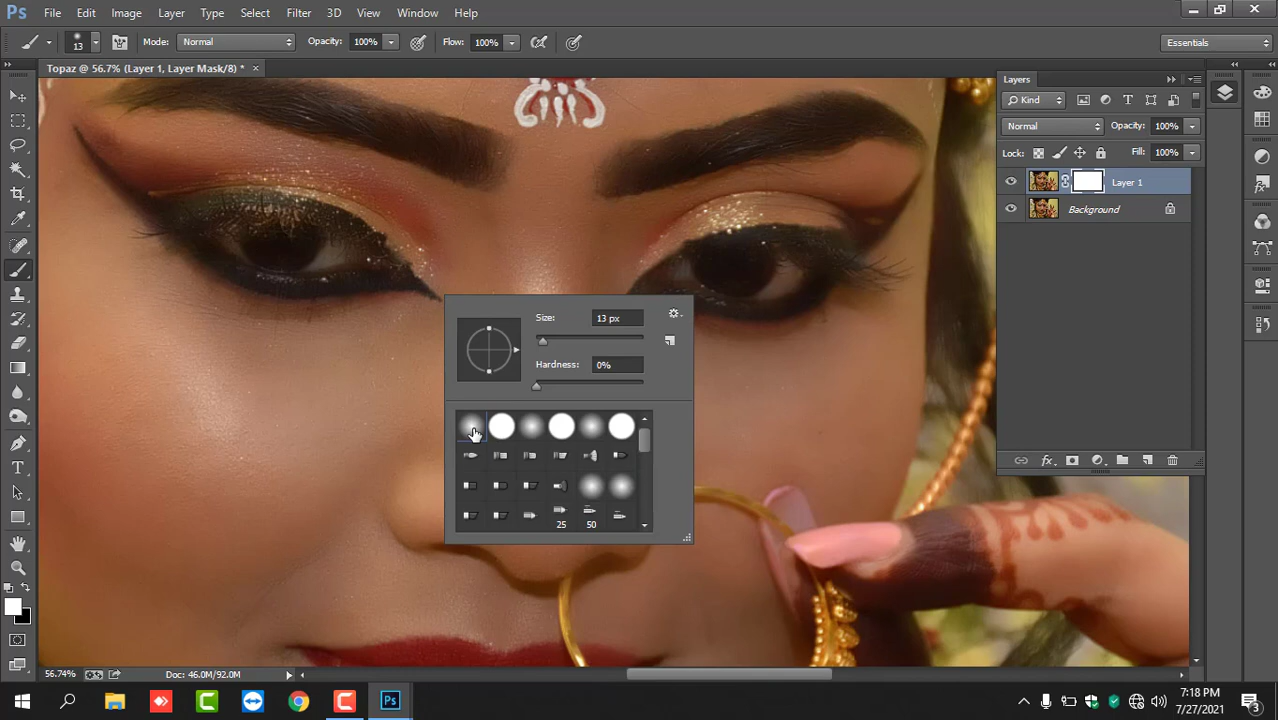 Ps File Edit Image Layer Type Select Filter 3D View Window Help
13 Mode: Normal Opacity: 100% Flow: 100% Essentials
Topaz @ 56.7% (Layer 1, Layer Mask/8) * ×
Layers
Kind
Normal Opacity: 100%
Lock: Fill: 100%
Layer 1
Background
Size: 13 px
Hardness: 0%
25 50
56.74% Doc: 46.0M/92.0M
7:18 PM
7/27/2021
3
Ps